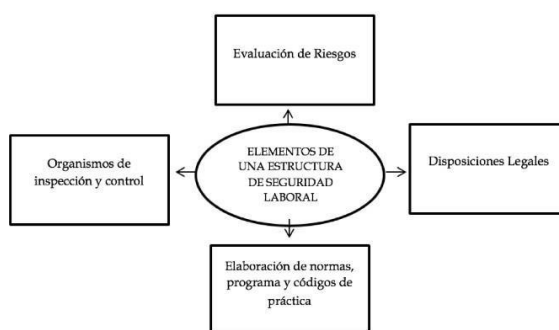 Evaluación de Riesgos
Organismos de
inspección y control
ELEMENTOS DE
UNA ESTRUCTURA
DE SEGURIDAD
LABORAL
Disposiciones Legales
Elaboración de normas,
programa y códigos de
práctica